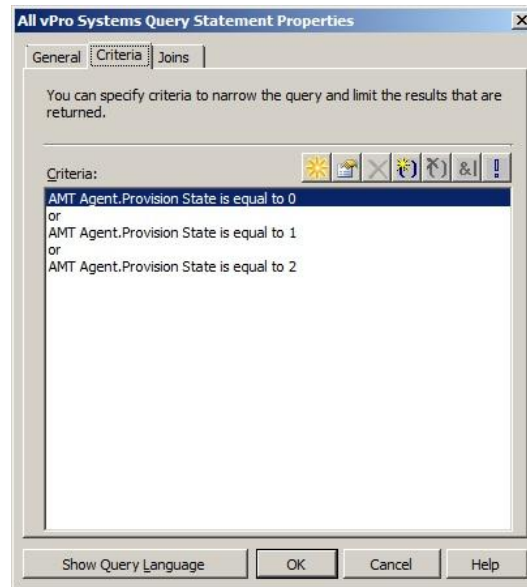 All vPro Systems Query Statement Properties
General Criteria Joins
You can specify criteria to narrow the query and limit the results that are
returned.
Criteria:
&|
!
AMT Agent.Provision State is equal to 0
or
AMT Agent.Provision State is equal to 1
or
AMT Agent.Provision State is equal to 2
Show Query Language OK Cancel Help